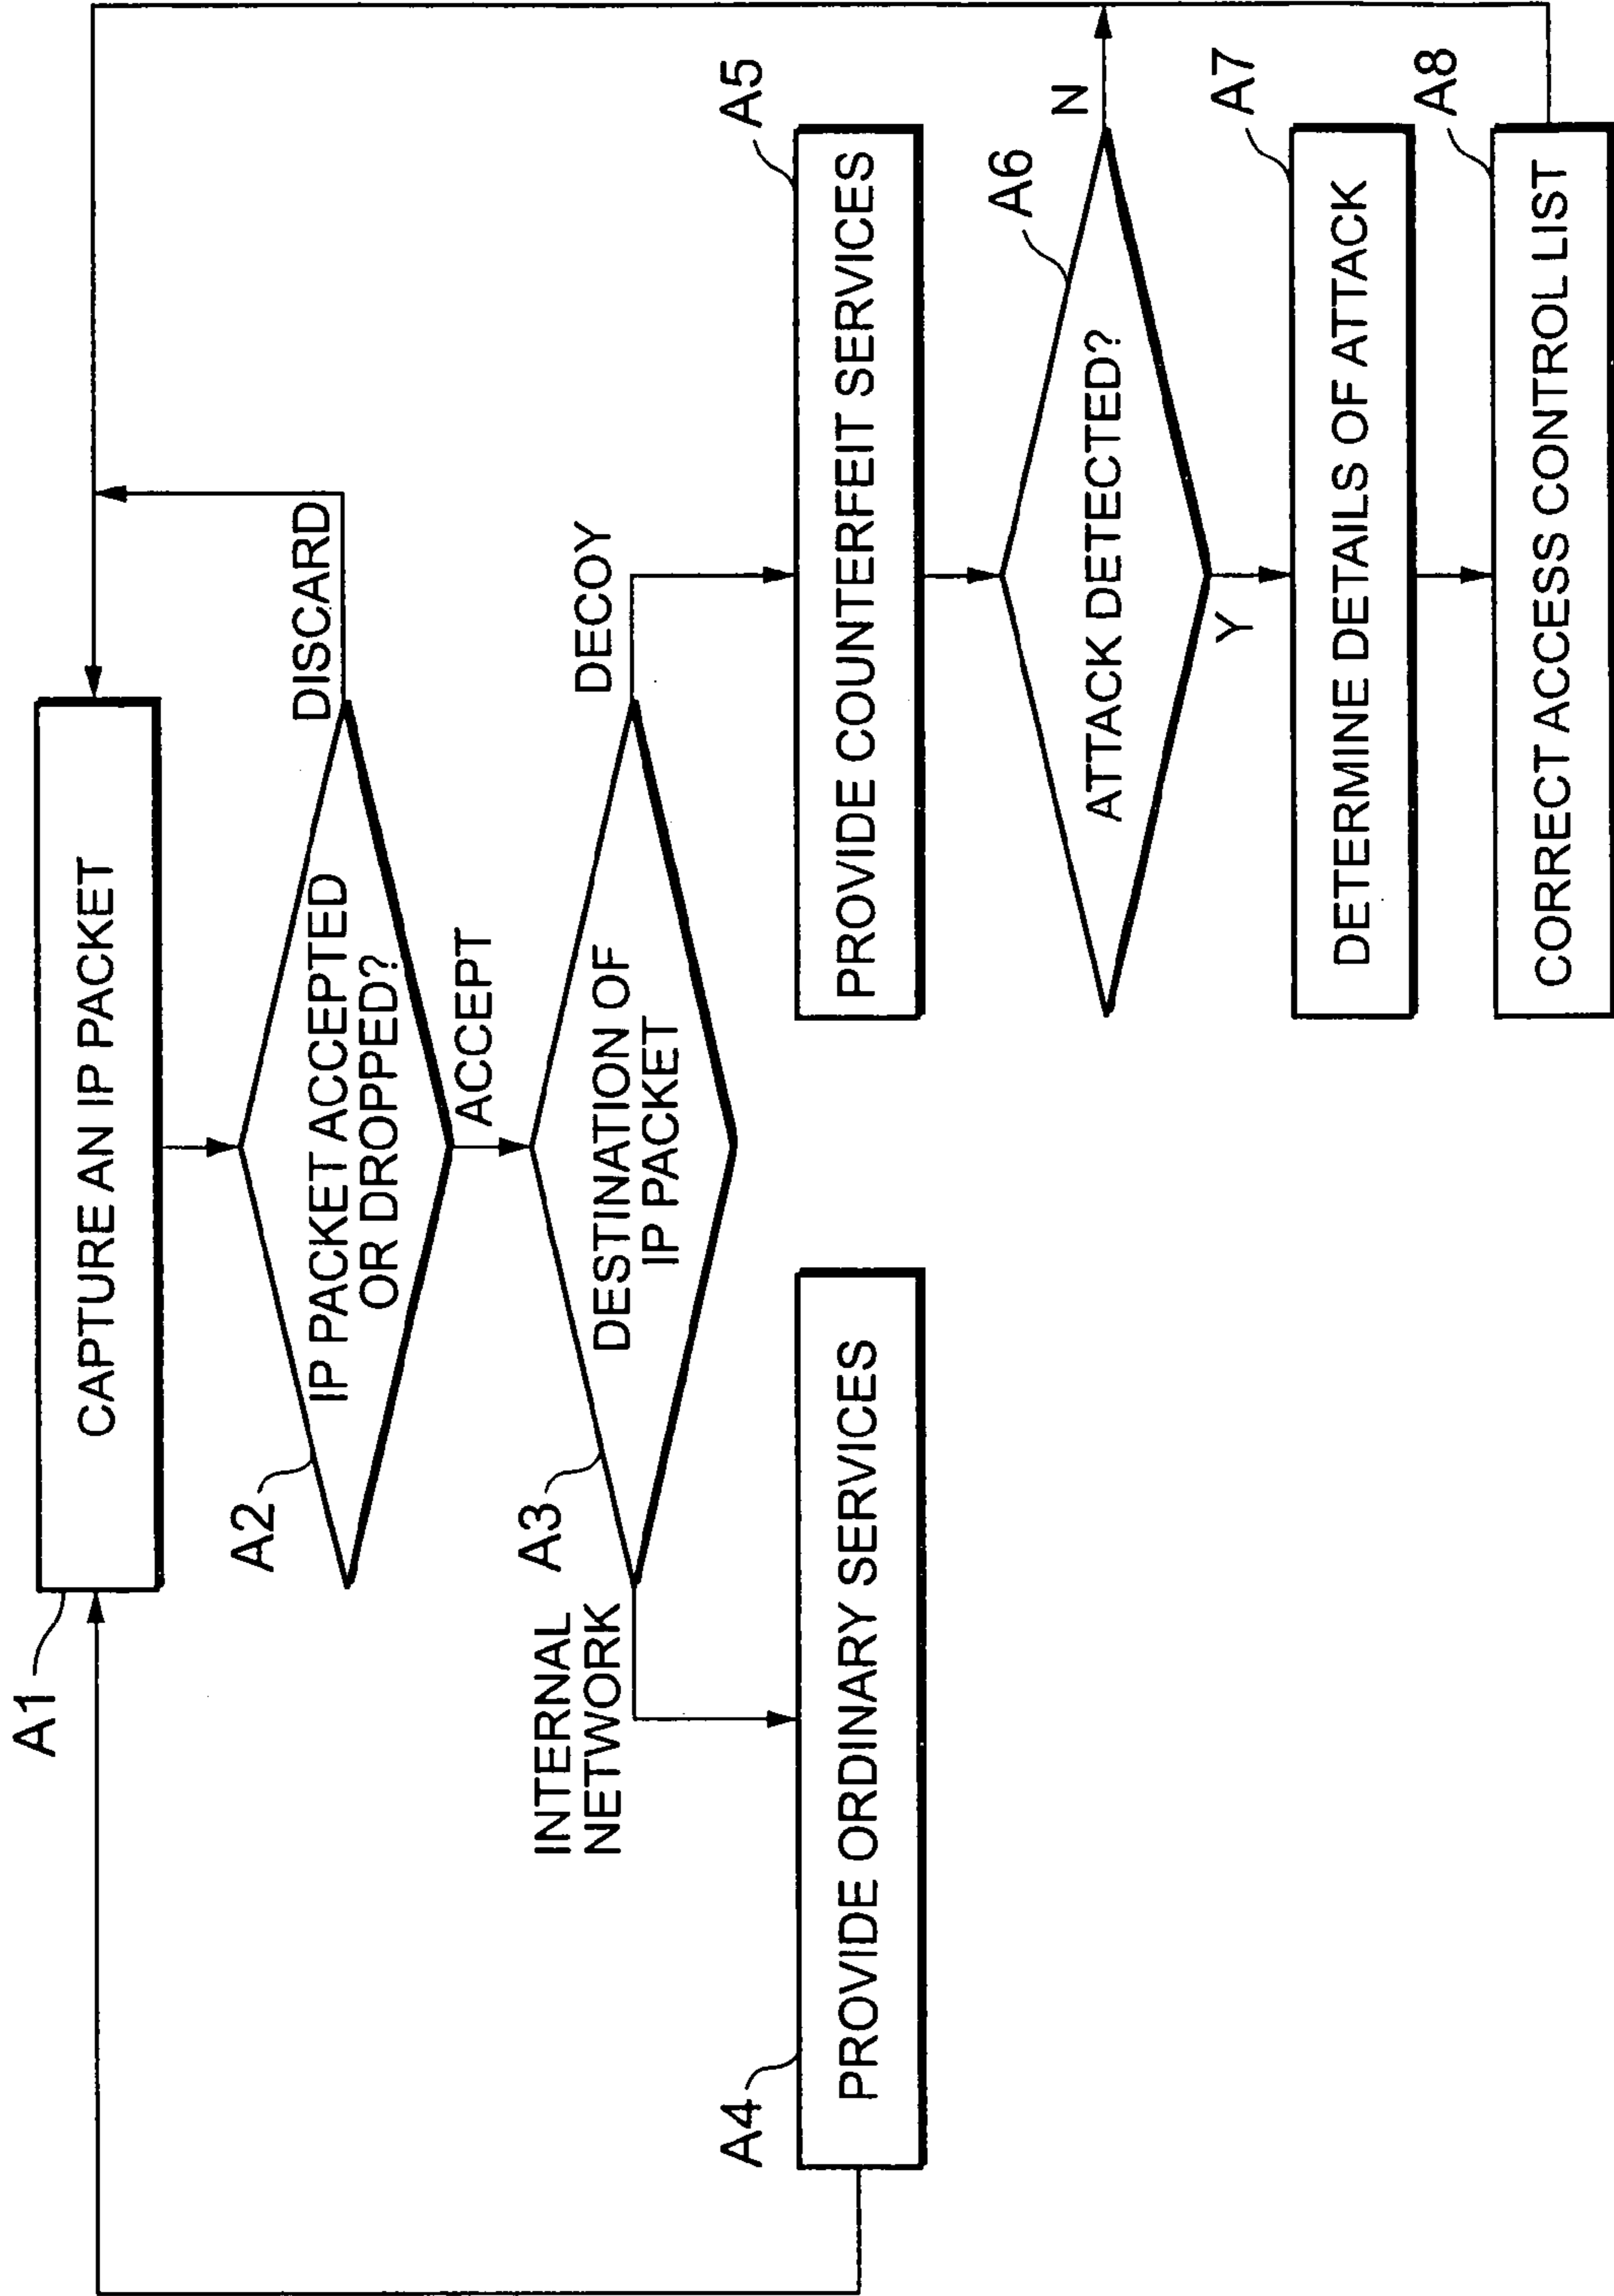 A1
CAPTURE AN IP PACKET
A2
IP PACKET ACCEPTED
OR DROPPED?
DISCARD
ACCEPT
A3
DESTINATION OF
IP PACKET
INTERNAL
NETWORK
DECOY
A4
PROVIDE ORDINARY SERVICES
A5
PROVIDE COUNTERFEIT SERVICES
A6
ATTACK DETECTED?
N
Y
A7
DETERMINE DETAILS OF ATTACK
A8
CORRECT ACCESS CONTROL LIST